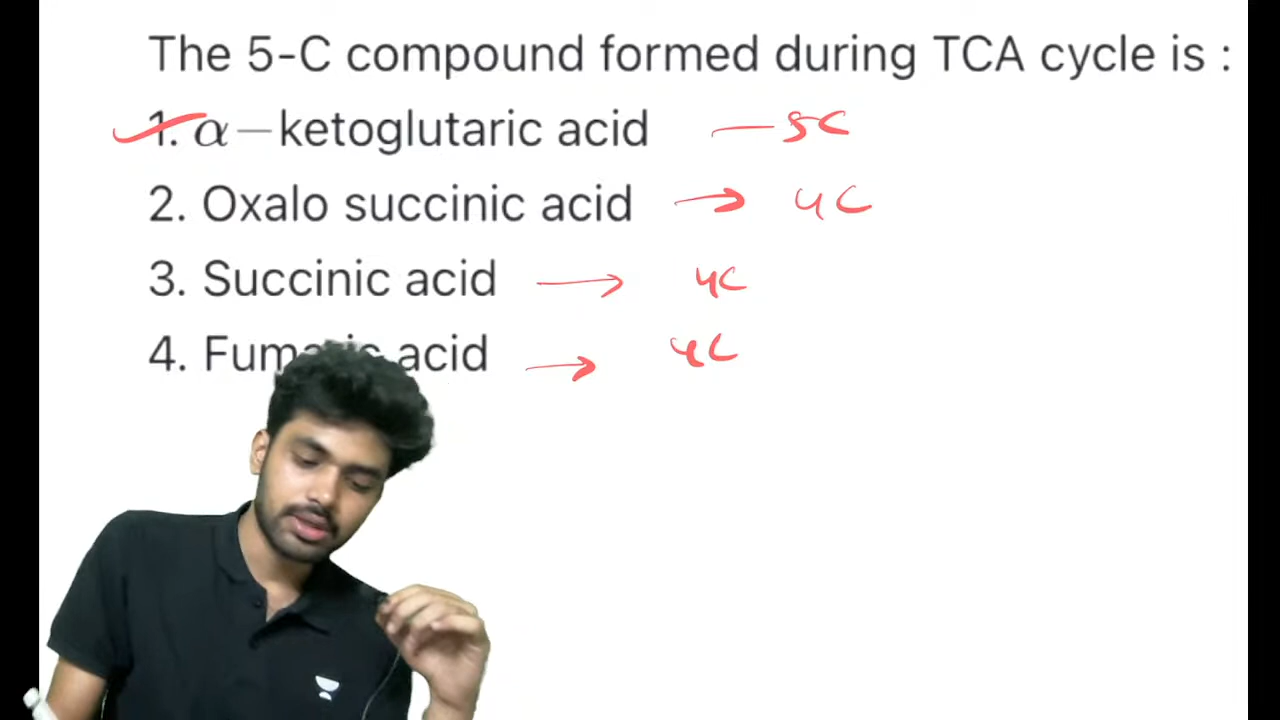 The 5-C compound formed during TCA cycle is :
1. α–ketoglutaric acid — 5C
2. Oxalo succinic acid → 4C
3. Succinic acid → 4C
4. Fumaric acid → 4C